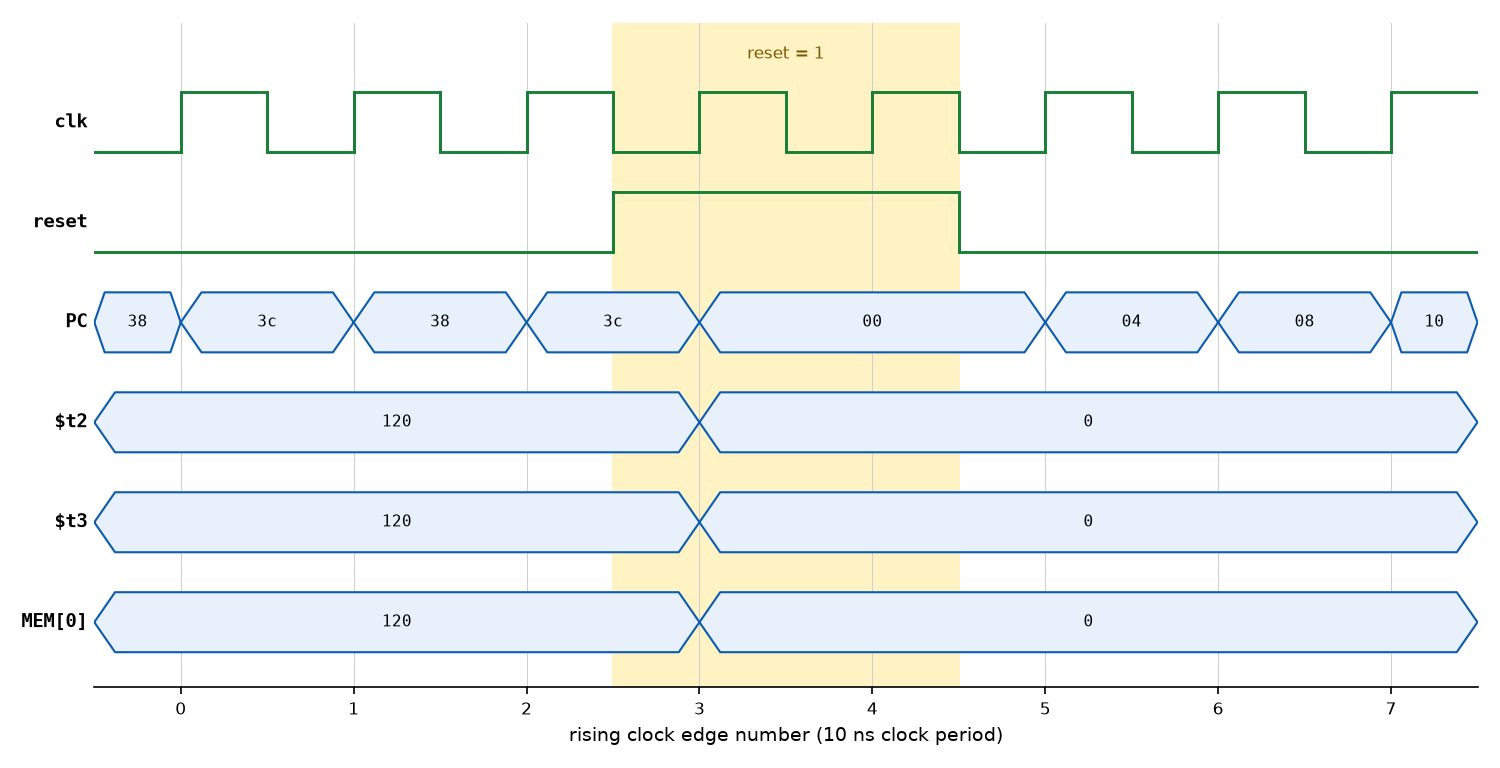 reset = 1
clk
reset
PC 38 3c 38 3c 00 04 08 10
$t2 120 0
$t3 120 0
MEM[0] 120 0
0 1 2 3 4 5 6 7
rising clock edge number (10 ns clock period)